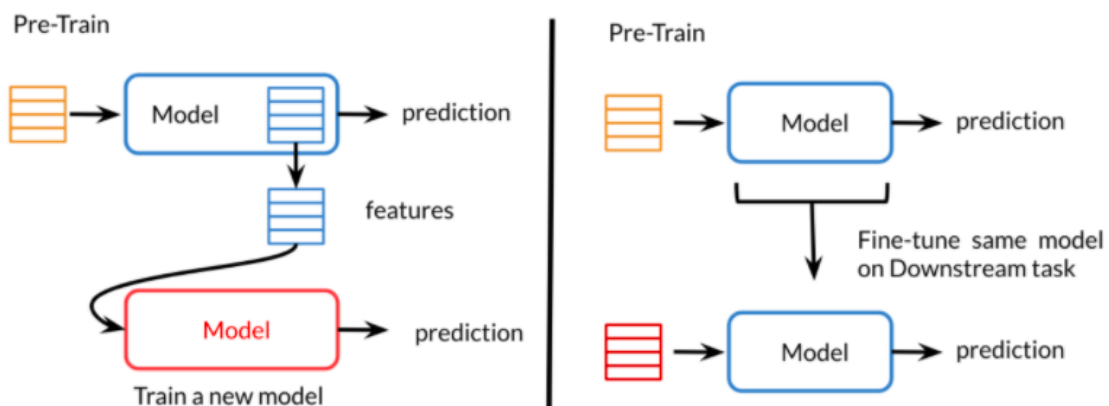 Pre-Train
Model
prediction
features
Model
prediction
Train a new model
Pre-Train
Model
prediction
Fine-tune same model
on Downstream task
Model
prediction